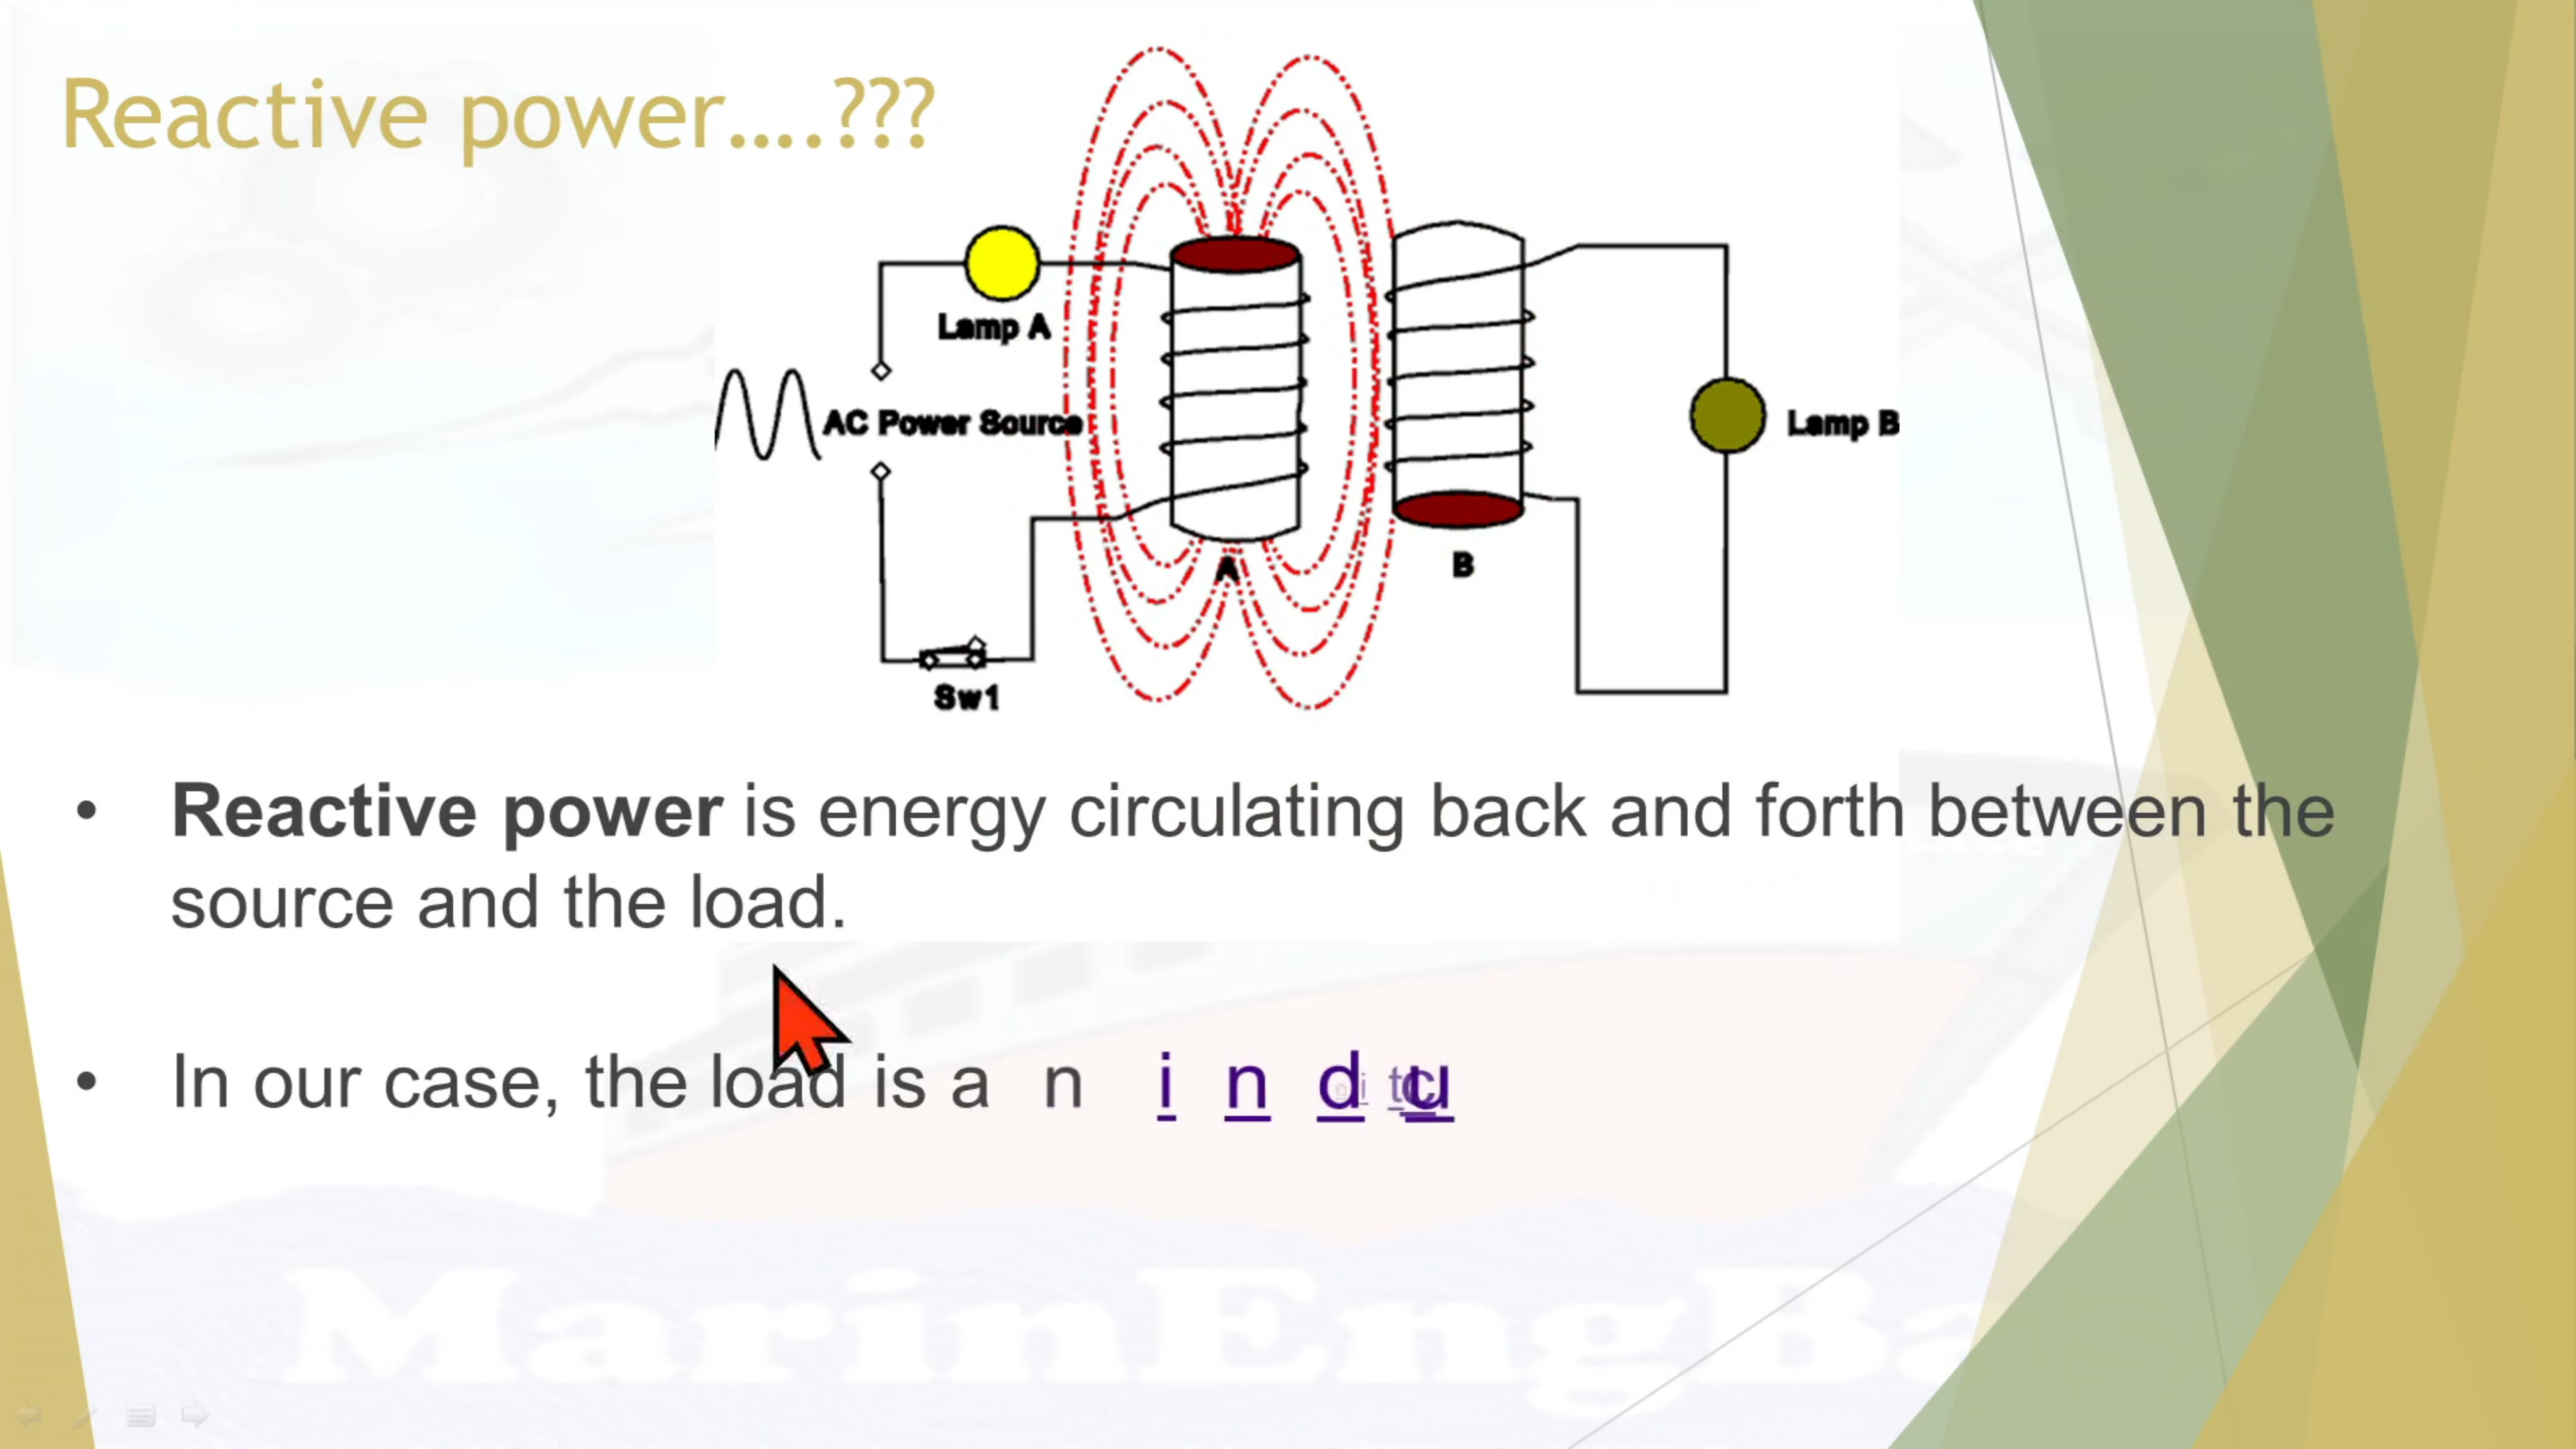 Reactive power....???
Lamp A
AC Power Source
Lamp B
A
B
Sw1
• Reactive power is energy circulating back and forth between the
source and the load.
• In our case, the load is a n i n d u
MarinEngBa